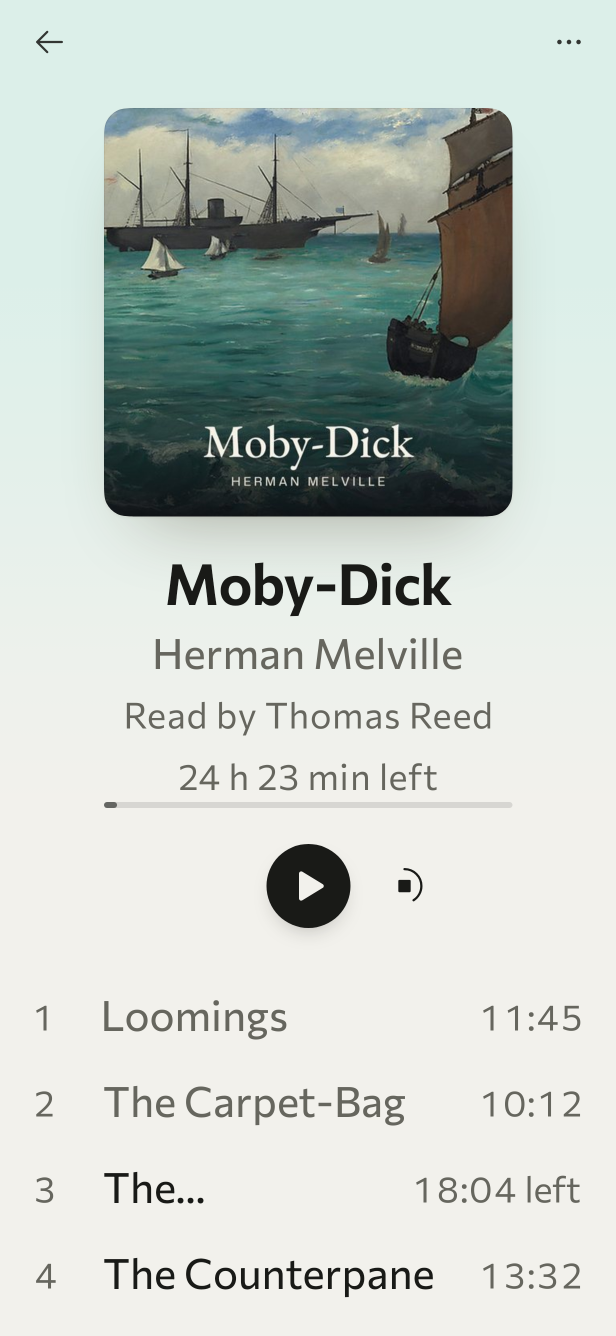 Moby-Dick
HERMAN MELVILLE
Moby-Dick
Herman Melville
Read by Thomas Reed
24 h 23 min left
1 Loomings 11:45
2 The Carpet-Bag 10:12
3 The... 18:04 left
4 The Counterpane 13:32